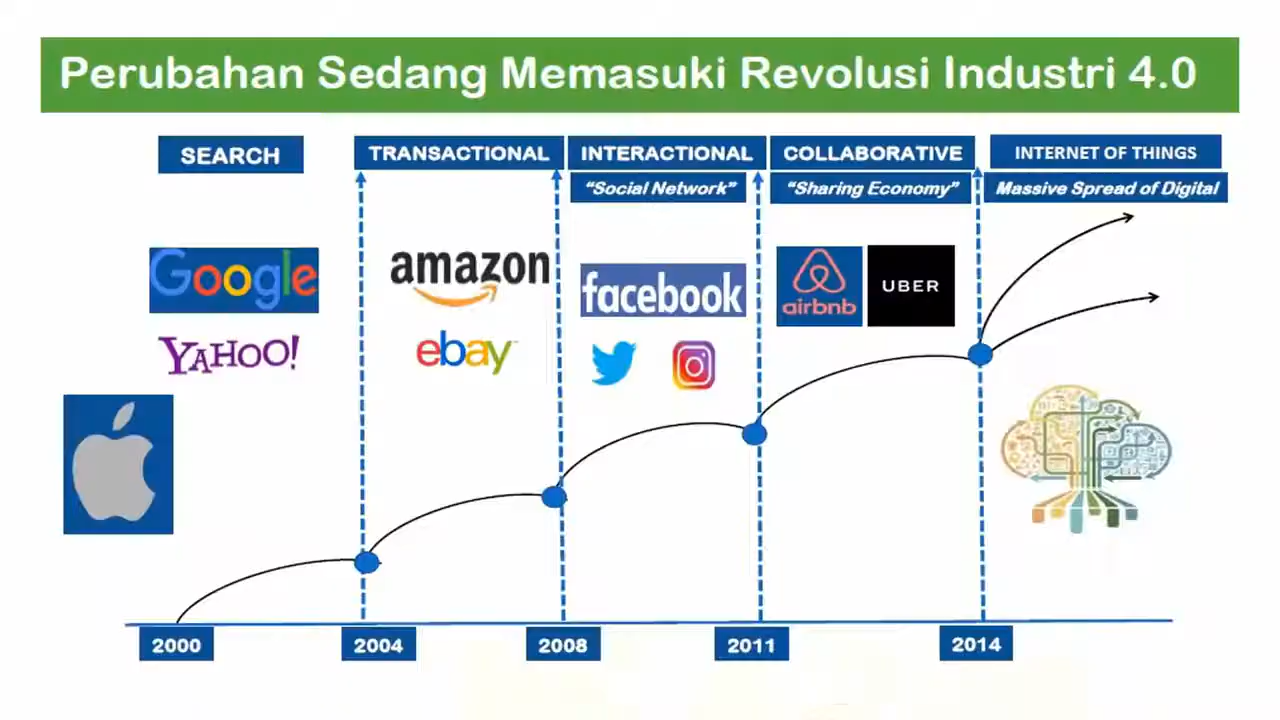 Perubahan Sedang Memasuki Revolusi Industri 4.0
SEARCH
TRANSACTIONAL
INTERACTIONAL
COLLABORATIVE
INTERNET OF THINGS
"Social Network"
"Sharing Economy"
Massive Spread of Digital
Google
YAHOO!
amazon
ebay
facebook
airbnb
UBER
2000
2004
2008
2011
2014